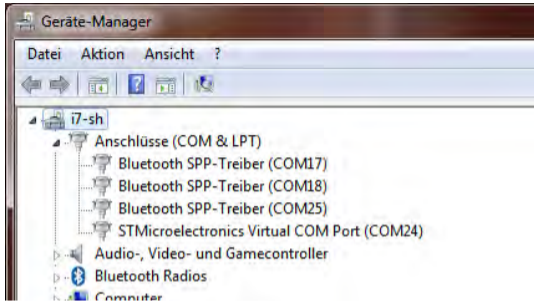 Geräte-Manager
Datei Aktion Ansicht ?
i7-sh
Anschlüsse (COM & LPT)
Bluetooth SPP-Treiber (COM17)
Bluetooth SPP-Treiber (COM18)
Bluetooth SPP-Treiber (COM25)
STMicroelectronics Virtual COM Port (COM24)
Audio-, Video- und Gamecontroller
Bluetooth Radios
Computer